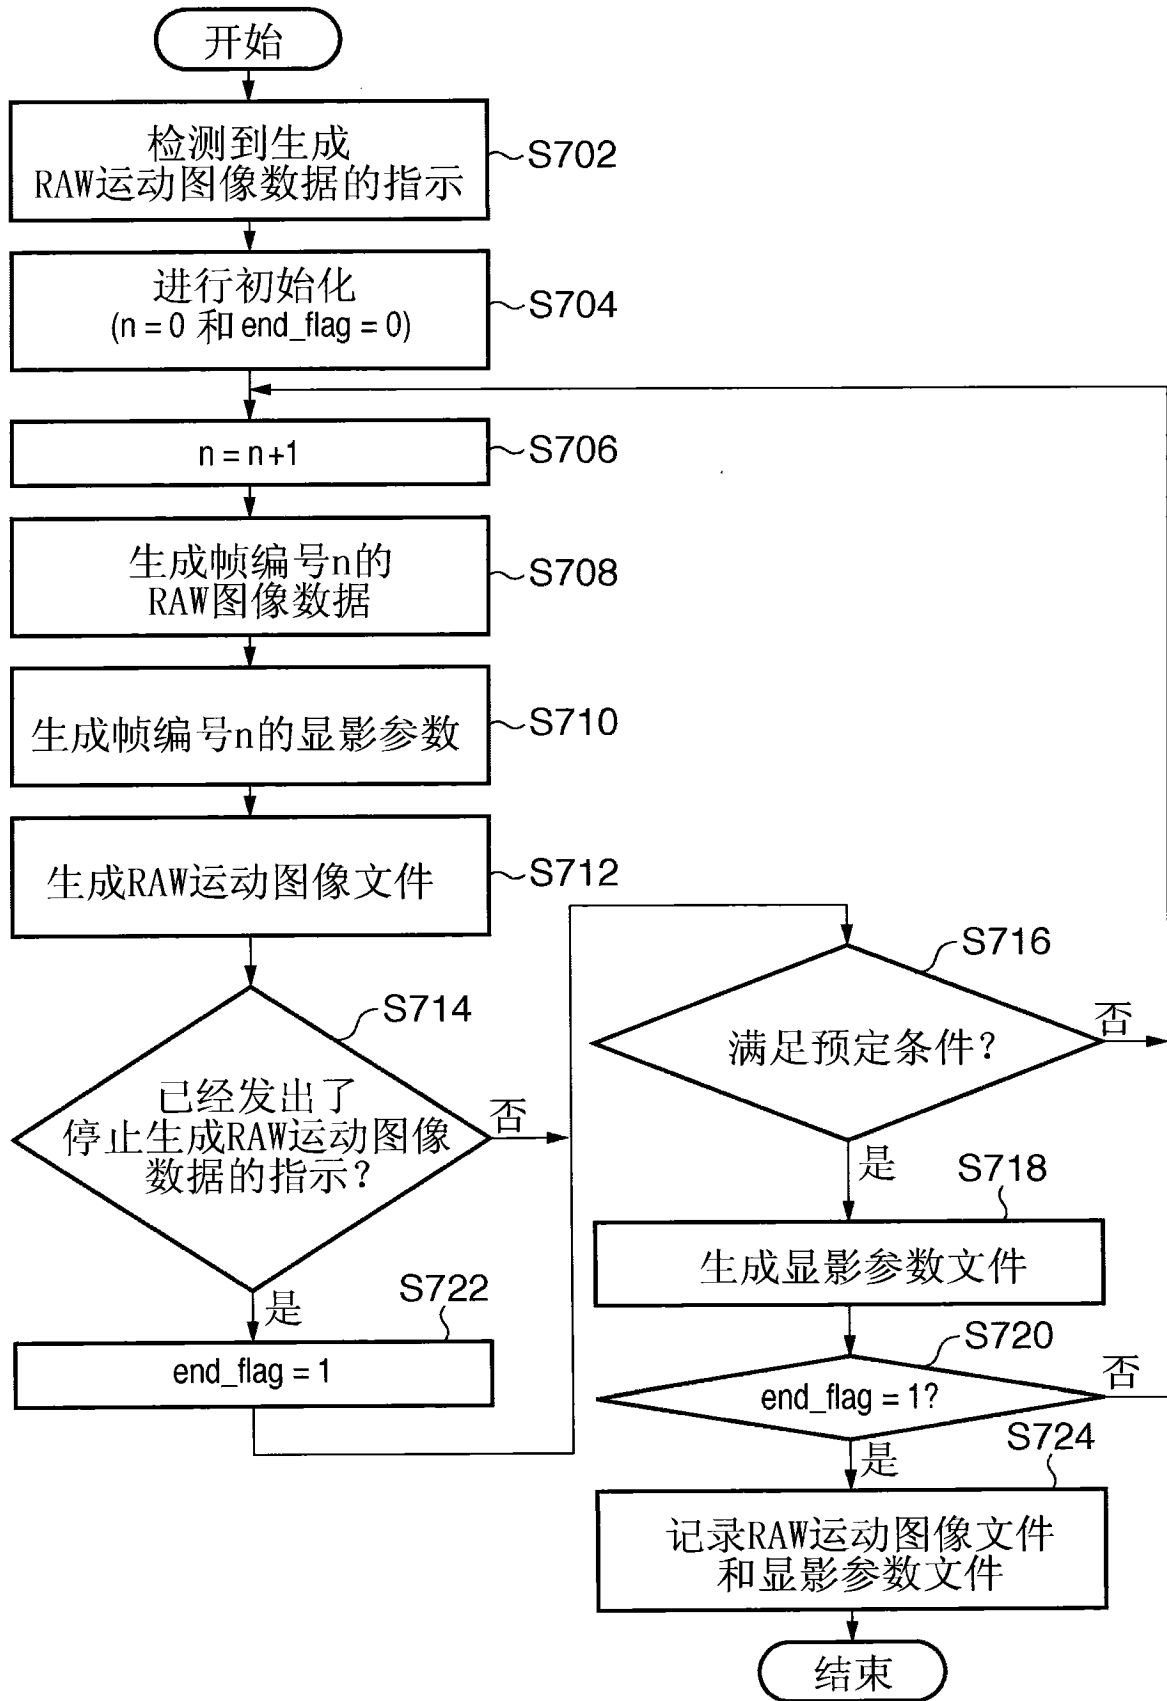 开始
检测到生成
RAW运动图像数据的指示
S702
进行初始化
(n = 0 和 end_flag = 0)
S704
n = n+1
S706
生成帧编号n的
RAW图像数据
S708
生成帧编号n的显影参数
S710
生成RAW运动图像文件
S712
S714
已经发出了
停止生成RAW运动图像
数据的指示？
否
是
S722
end_flag = 1
S716
满足预定条件？
否
是
S718
生成显影参数文件
S720
end_flag = 1?
否
是
S724
记录RAW运动图像文件
和显影参数文件
结束